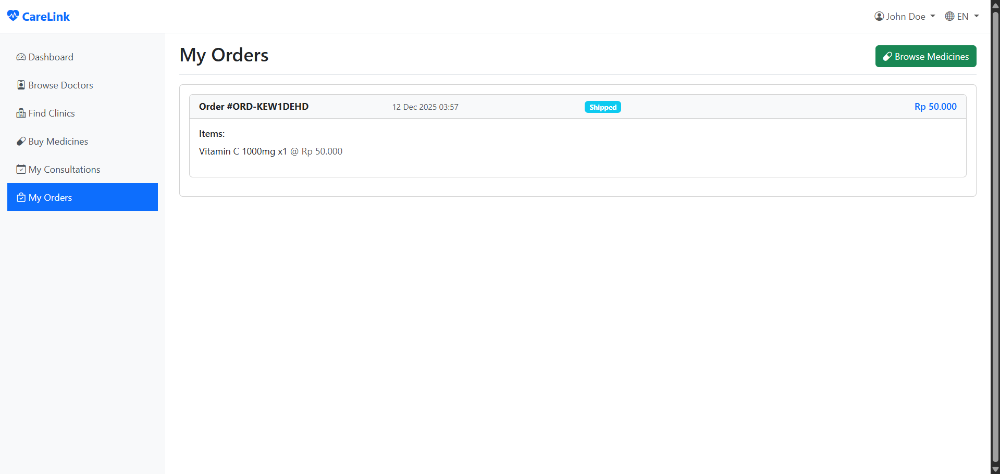 CareLink
John Doe
EN
Dashboard
Browse Doctors
Find Clinics
Buy Medicines
My Consultations
My Orders
My Orders
Browse Medicines
Order #ORD-KEW1DEHD 12 Dec 2025 03:57 Shipped Rp 50.000
Items:
Vitamin C 1000mg x1 @ Rp 50.000